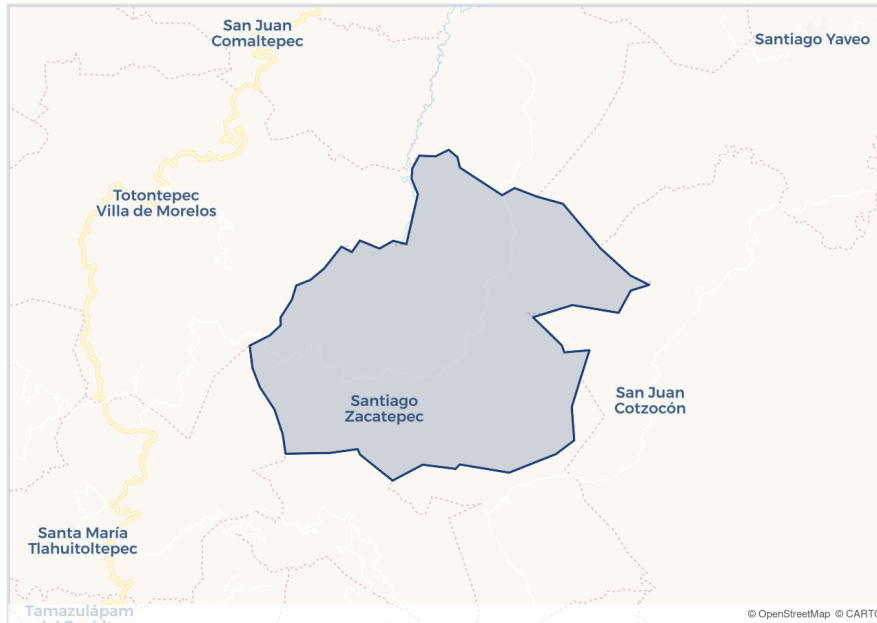 San Juan
Comaltepec
Santiago Yaveo
Totontepec
Villa de Morelos
Santiago
Zacatepec
San Juan
Cotzocón
Santa María
Tlahuitoltepec
Tamazulápam
© OpenStreetMap © CARTO